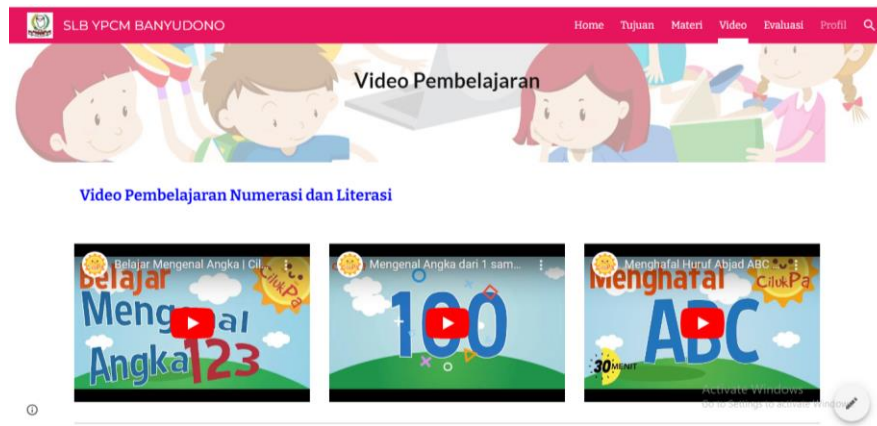 SLB YPCM BANYUDONO
Home Tujuan Materi Video Evaluasi Profil
Video Pembelajaran
Video Pembelajaran Numerasi dan Literasi
Belajar Mengenal Angka | Cil...
Belajar
Mengenal
Angka 123
CilukPa
Mengenal Angka dari 1 sam...
100
Menghafal Huruf Abjad ABC ...
Menghafal
CilukPa
ABC
30 MENIT
Activate Windows
Go to Settings to activate Windows